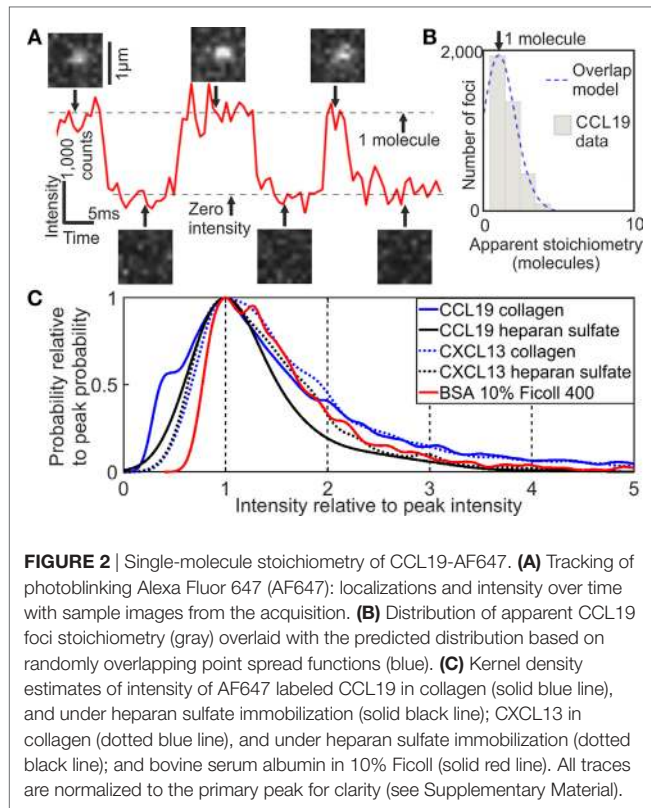 A
1µm
1 molecule
Intensity
1,000
counts
5ms
Time
Zero
intensity
B
1 molecule
2,000
Number of foci
0
Overlap
model
CCL19
data
0
10
Apparent stoichiometry
(molecules)
C
Probability relative
to peak probability
1
0.5
0
CCL19 collagen
CCL19 heparan sulfate
CXCL13 collagen
CXCL13 heparan sulfate
BSA 10% Ficoll 400
0 1 2 3 4 5
Intensity relative to peak intensity
FIGURE 2 | Single-molecule stoichiometry of CCL19-AF647. (A) Tracking of
photoblinking Alexa Fluor 647 (AF647): localizations and intensity over time
with sample images from the acquisition. (B) Distribution of apparent CCL19
foci stoichiometry (gray) overlaid with the predicted distribution based on
randomly overlapping point spread functions (blue). (C) Kernel density
estimates of intensity of AF647 labeled CCL19 in collagen (solid blue line),
and under heparan sulfate immobilization (solid black line); CXCL13 in
collagen (dotted blue line), and under heparan sulfate immobilization (dotted
black line); and bovine serum albumin in 10% Ficoll (solid red line). All traces
are normalized to the primary peak for clarity (see Supplementary Material).